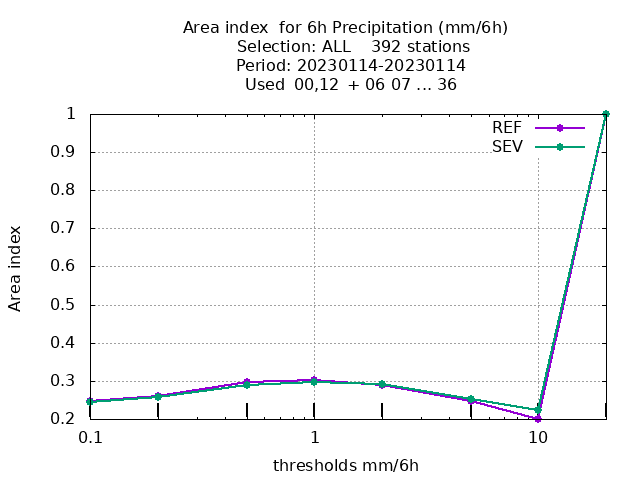 Area index  for 6h Precipitation (mm/6h)
Selection: ALL    392 stations
Period: 20230114-20230114
Used  00,12  + 06 07 ... 36
REF
SEV
1
0.9
0.8
0.7
0.6
0.5
0.4
0.3
0.2
Area index
0.1
1
10
thresholds mm/6h